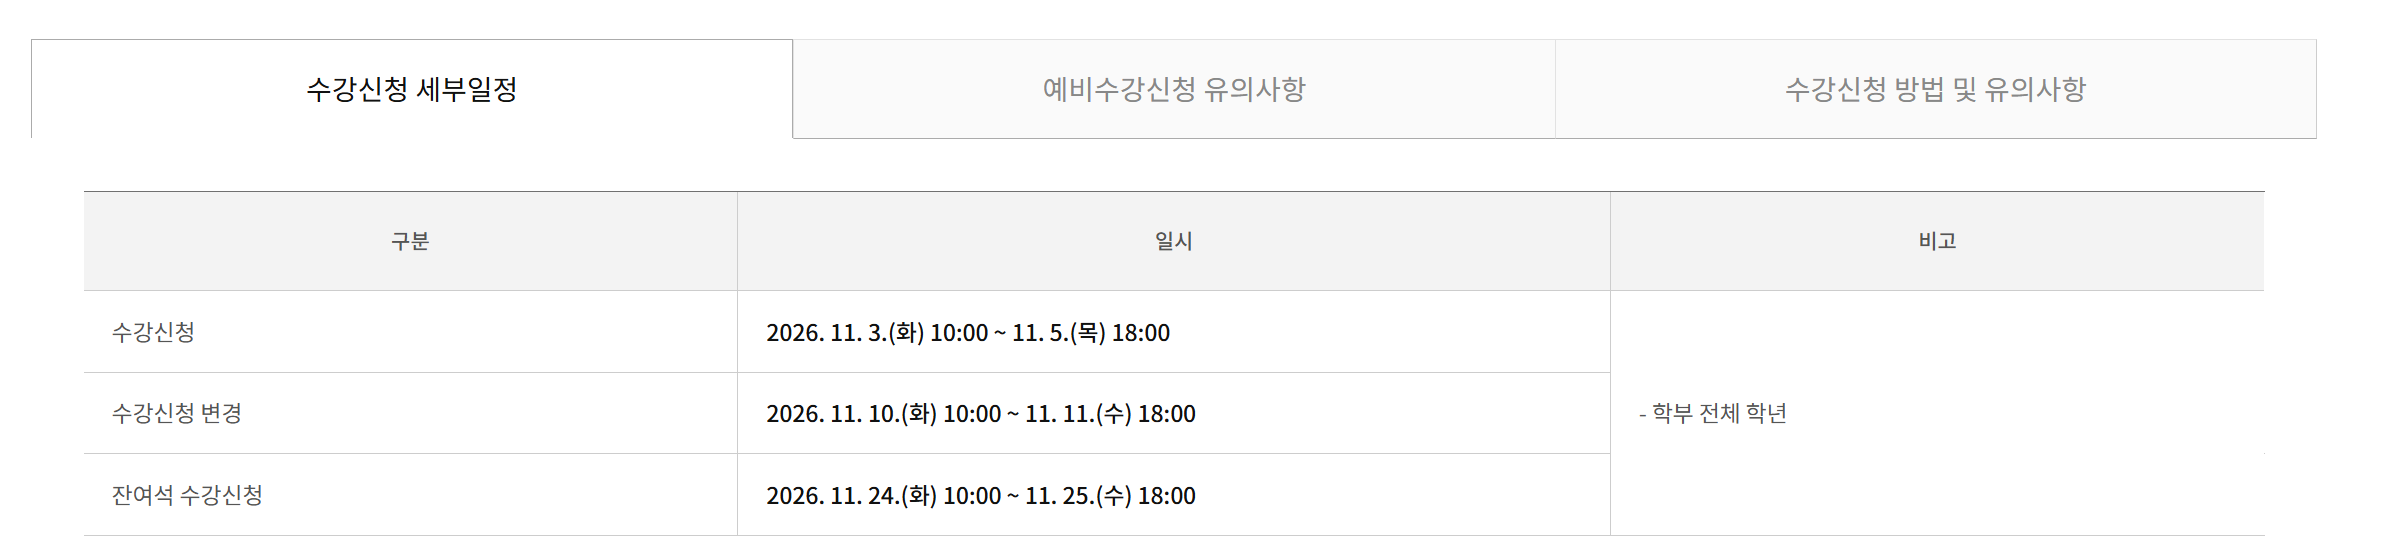 수강신청 세부일정
예비수강신청 유의사항
수강신청 방법 및 유의사항
구분
일시
비고
수강신청
2026. 11. 3.(화) 10:00 ~ 11. 5.(목) 18:00
수강신청 변경
2026. 11. 10.(화) 10:00 ~ 11. 11.(수) 18:00
- 학부 전체 학년
잔여석 수강신청
2026. 11. 24.(화) 10:00 ~ 11. 25.(수) 18:00